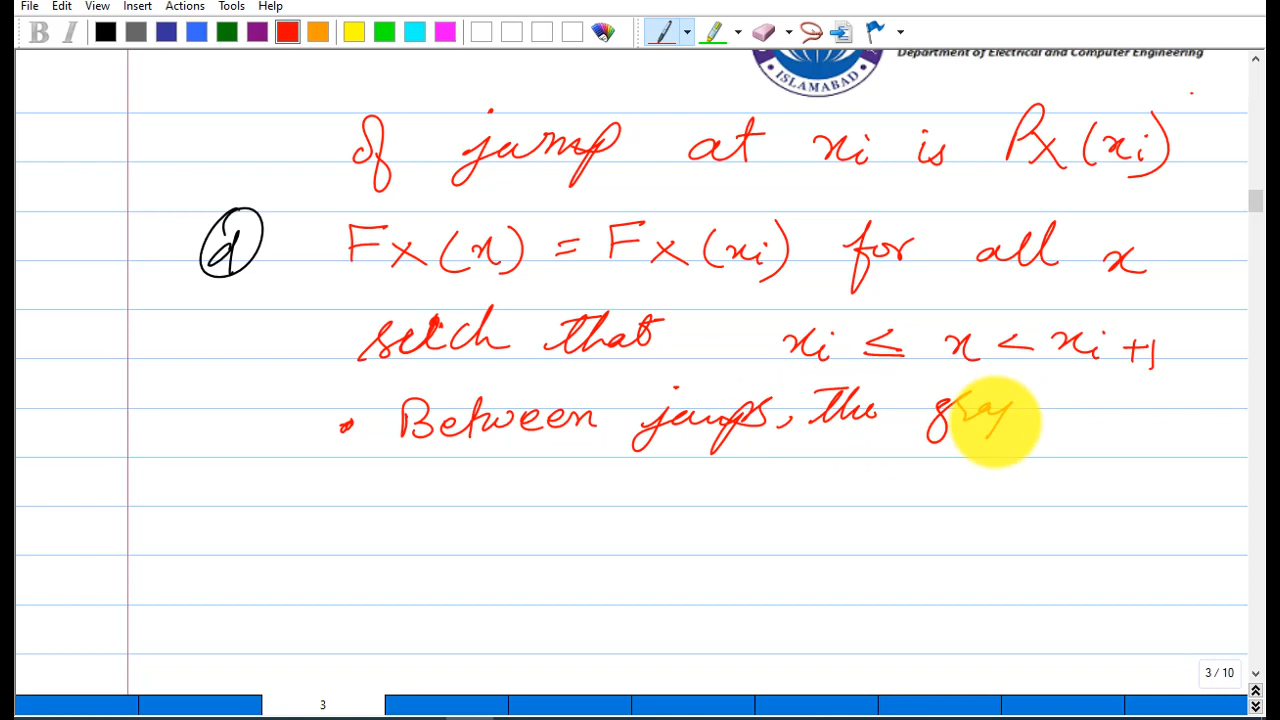 File Edit View Insert Actions Tools Help
B I
Department of Electrical and Computer Engineering
ISLAMABAD
of jump at xi is PX(xi)
d FX(x) = FX(xi) for all x
such that xi ≤ x < xi+1
• Between jumps, the grap
3 / 10
3